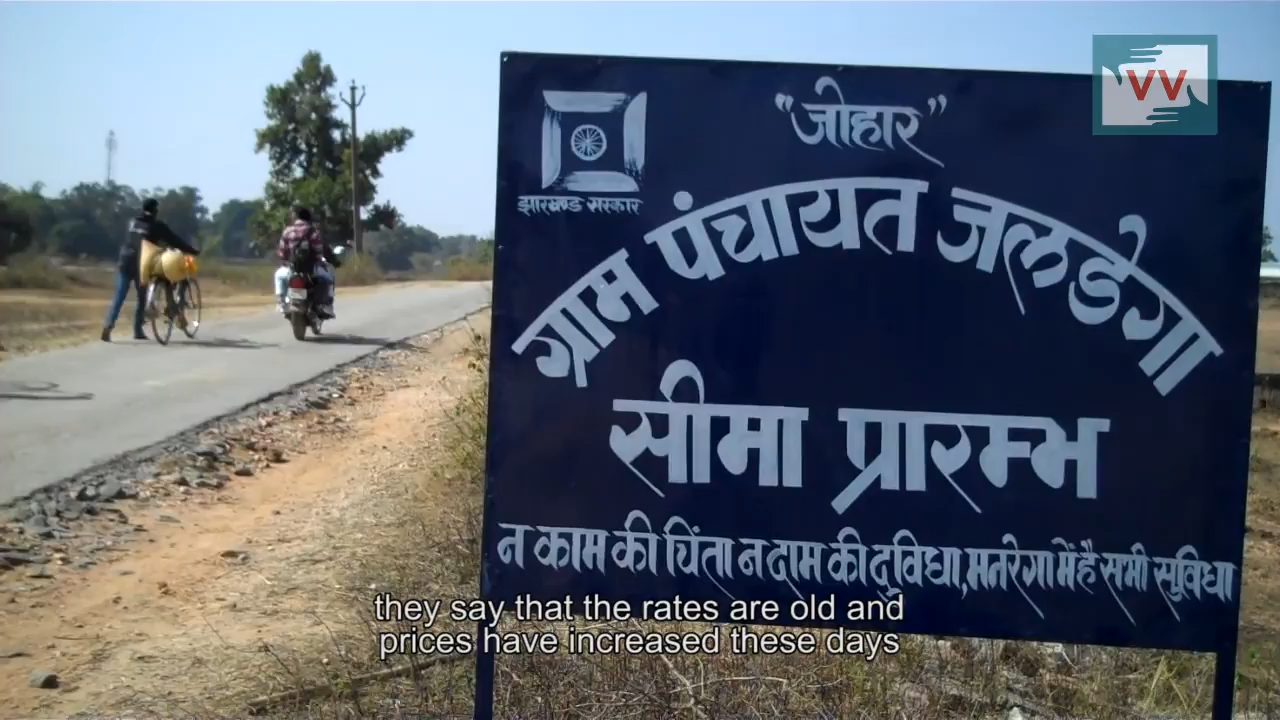 VV
"जोहार"
झारखण्ड सरकार
ग्राम पंचायत जलडेगा
सीमा प्रारम्भ
न काम की चिंता न दाम की दुविधा, मनरेगा में है सभी सुविधा
they say that the rates are old and
prices have increased these days